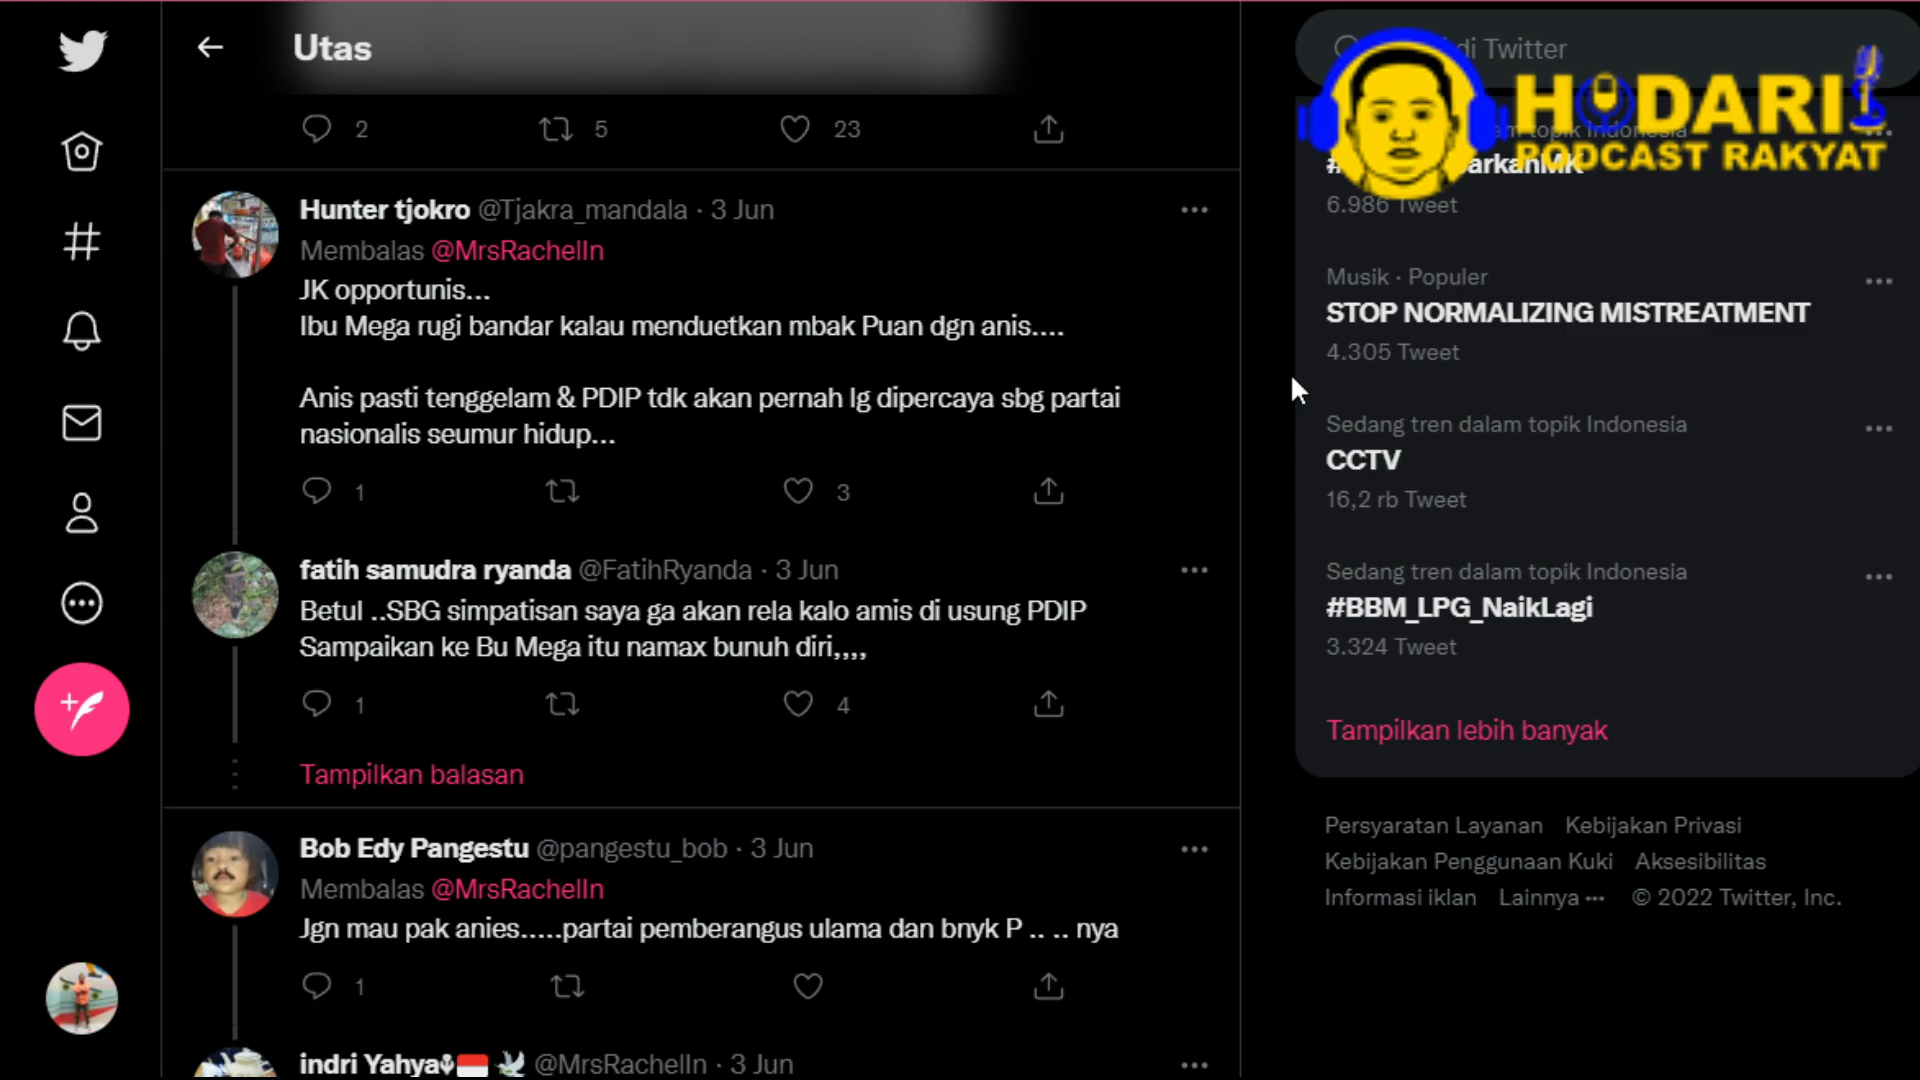 Utas
di Twitter
2
5
23
Hunter tjokro @Tjakra_mandala · 3 Jun
Membalas @MrsRachelIn
JK opportunis...
Ibu Mega rugi bandar kalau menduetkan mbak Puan dgn anis....
Anis pasti tenggelam & PDIP tdk akan pernah lg dipercaya sbg partai
nasionalis seumur hidup...
1
3
fatih samudra ryanda @FatihRyanda · 3 Jun
Betul ..SBG simpatisan saya ga akan rela kalo amis di usung PDIP
Sampaikan ke Bu Mega itu namax bunuh diri,,,,
1
4
Tampilkan balasan
Bob Edy Pangestu @pangestu_bob · 3 Jun
Membalas @MrsRachelIn
Jgn mau pak anies.....partai pemberangus ulama dan bnyk P .. .. nya
1
indri Yahya @MrsRachelIn · 3 Jun
HODARI
PODCAST RAKYAT
topik Indonesia
6.986 Tweet
Musik · Populer
STOP NORMALIZING MISTREATMENT
4.305 Tweet
Sedang tren dalam topik Indonesia
CCTV
16,2 rb Tweet
Sedang tren dalam topik Indonesia
#BBM_LPG_NaikLagi
3.324 Tweet
Tampilkan lebih banyak
Persyaratan Layanan Kebijakan Privasi
Kebijakan Penggunaan Kuki Aksesibilitas
Informasi iklan Lainnya ··· © 2022 Twitter, Inc.